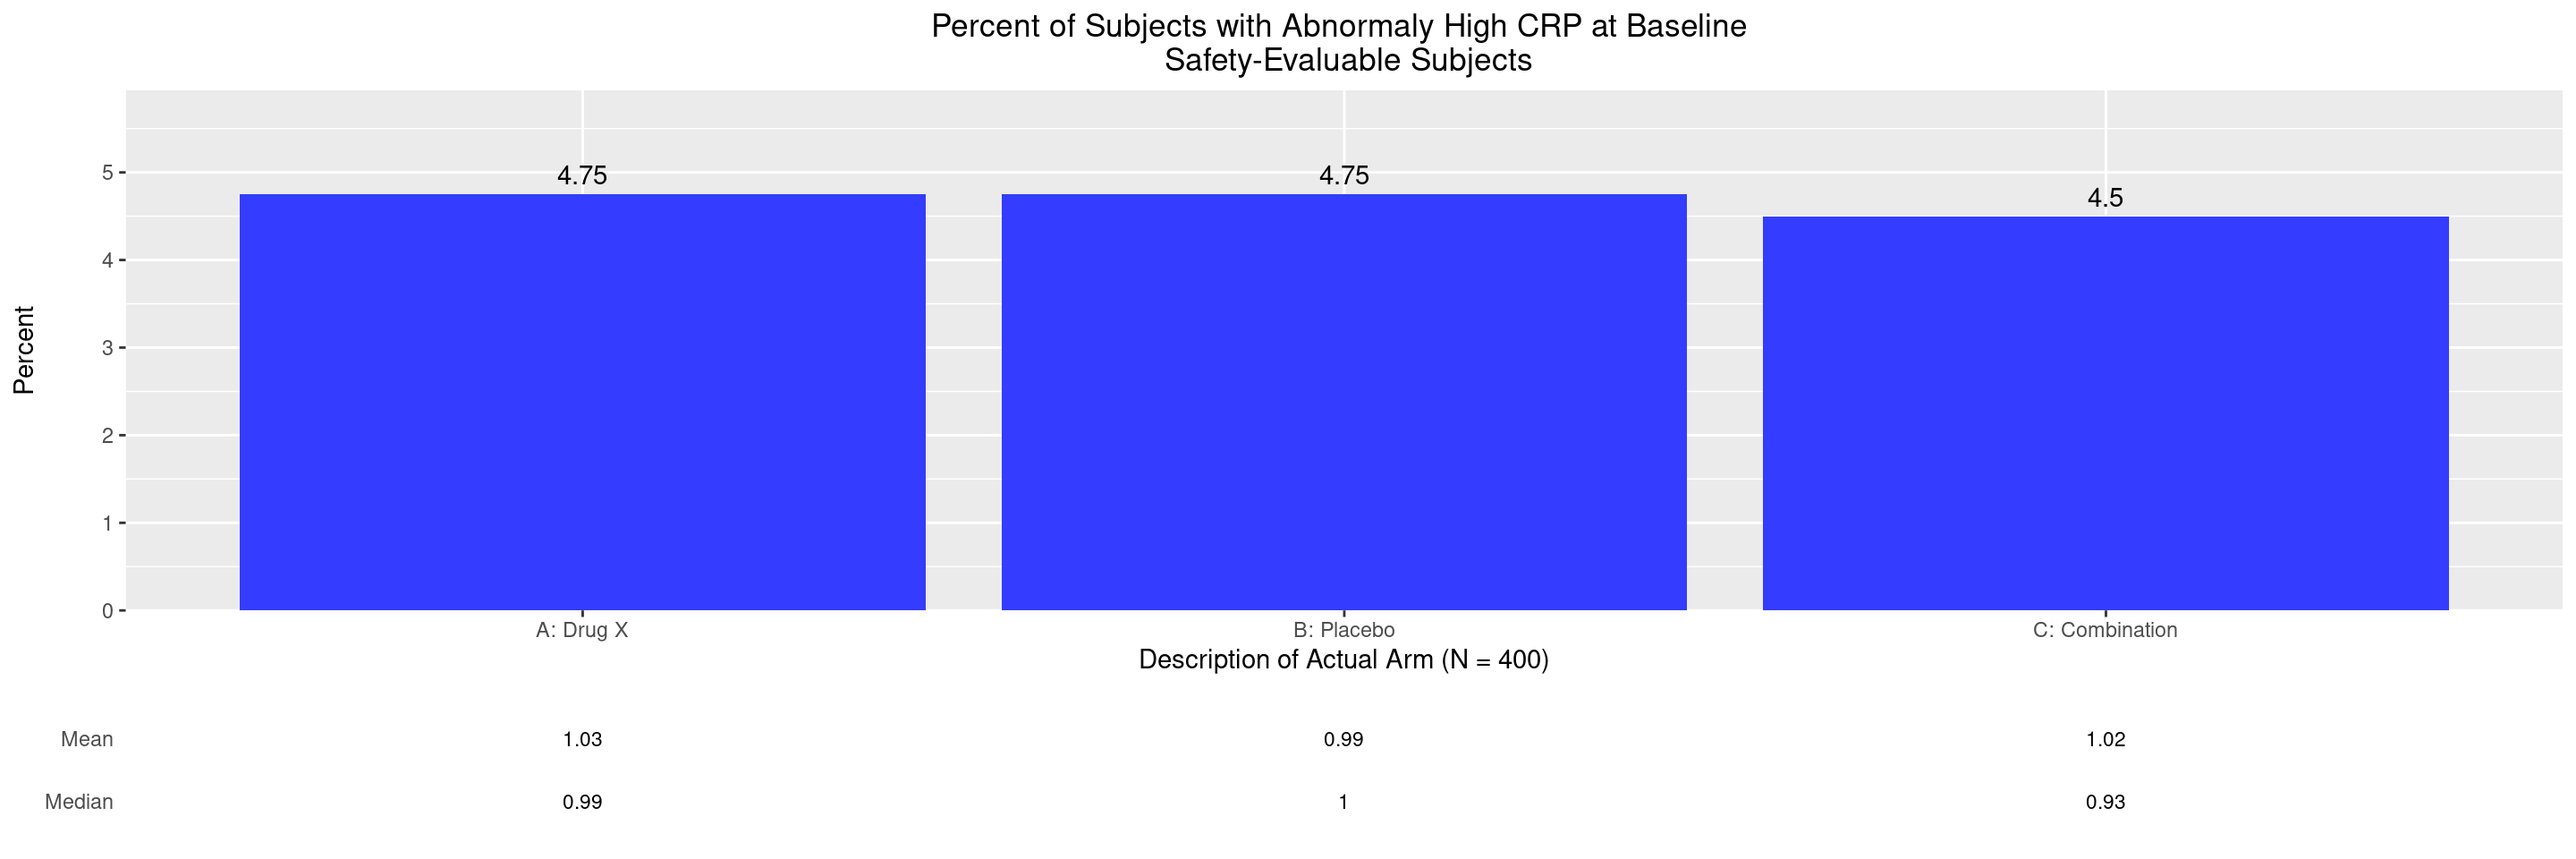 Percent of Subjects with Abnormaly High CRP at Baseline
Safety-Evaluable Subjects
Percent
5
4
3
2
1
0
4.75
4.75
4.5
A: Drug X
B: Placebo
C: Combination
Description of Actual Arm (N = 400)
Mean 1.03 0.99 1.02
Median 0.99 1 0.93